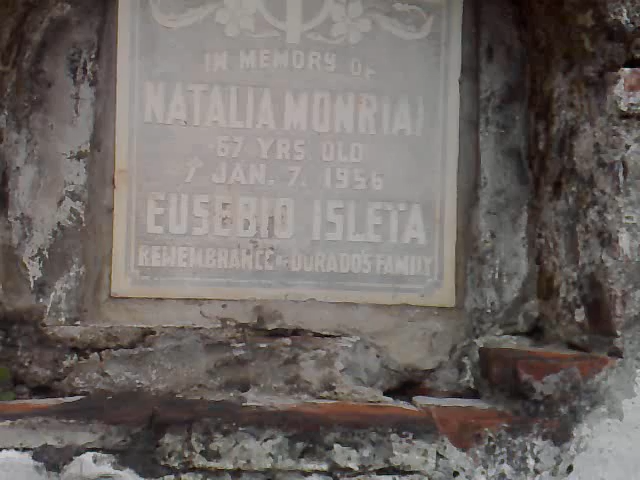 IN MEMORY OF
NATALIA MONRIAL
67 YRS. OLD
† JAN. 7, 1956
EUSEBIO ISLETA
REMEMBRANCE DURADOS FAMILY